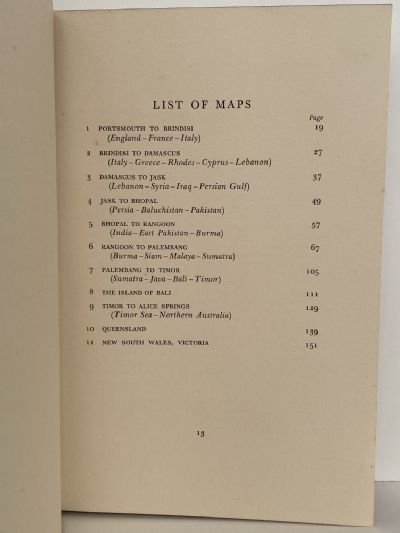 LIST OF MAPS
Page
1 PORTSMOUTH TO BRINDISI 19
(England–France–Italy)
2 BRINDISI TO DAMASCUS 27
(Italy–Greece–Rhodes–Cyprus–Lebanon)
3 DAMASCUS TO JASK 37
(Lebanon–Syria–Iraq–Persian Gulf)
4 JASK TO BHOPAL 49
(Persia–Baluchistan–Pakistan)
5 BHOPAL TO RANGOON 57
(India–East Pakistan–Burma)
6 RANGOON TO PALEMBANG 67
(Burma–Siam–Malaya–Sumatra)
7 PALEMBANG TO TIMOR 105
(Sumatra–Java–Bali–Timor)
8 THE ISLAND OF BALI 111
9 TIMOR TO ALICE SPRINGS 129
(Timor Sea–Northern Australia)
10 QUEENSLAND 139
11 NEW SOUTH WALES, VICTORIA 151
13